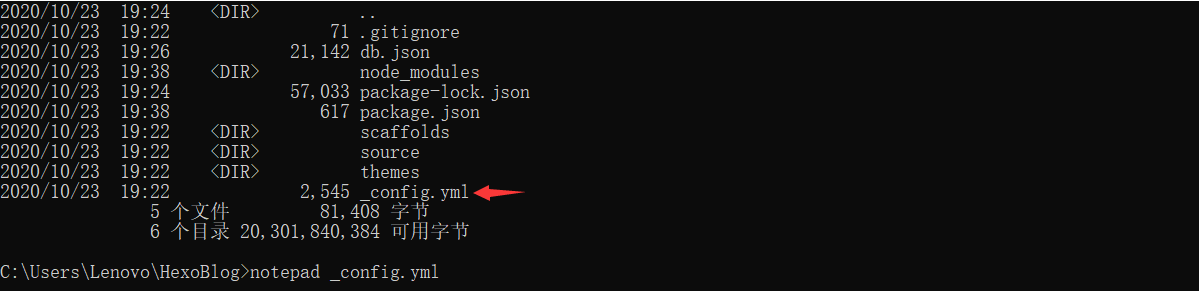 2020/10/23  19:24    <DIR>          ..
2020/10/23  19:22                71 .gitignore
2020/10/23  19:26            21,142 db.json
2020/10/23  19:38    <DIR>          node_modules
2020/10/23  19:24            57,033 package-lock.json
2020/10/23  19:38               617 package.json
2020/10/23  19:22    <DIR>          scaffolds
2020/10/23  19:22    <DIR>          source
2020/10/23  19:22    <DIR>          themes
2020/10/23  19:22             2,545 _config.yml
               5 个文件         81,408 字节
               6 个目录 20,301,840,384 可用字节
C:\Users\Lenovo\HexoBlog>notepad _config.yml